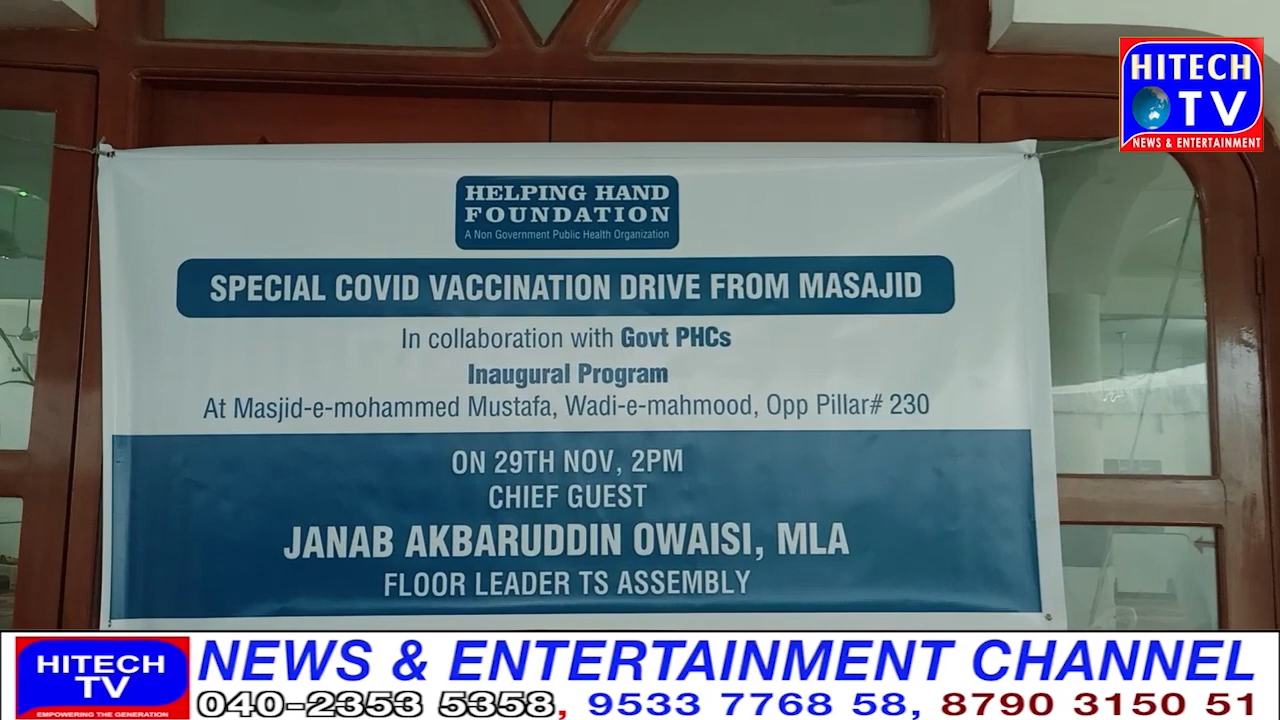 HITECH
TV
NEWS & ENTERTAINMENT
HELPING HAND
FOUNDATION
A Non Government Public Health Organization
SPECIAL COVID VACCINATION DRIVE FROM MASAJID
In collaboration with Govt PHCs
Inaugural Program
At Masjid-e-mohammed Mustafa, Wadi-e-mahmood, Opp Pillar# 230
ON 29TH NOV, 2PM
CHIEF GUEST
JANAB AKBARUDDIN OWAISI, MLA
FLOOR LEADER TS ASSEMBLY
HITECH
TV
EMPOWERING THE GENERATION
NEWS & ENTERTAINMENT CHANNEL
040-2353 5358, 9533 7768 58, 8790 3150 51